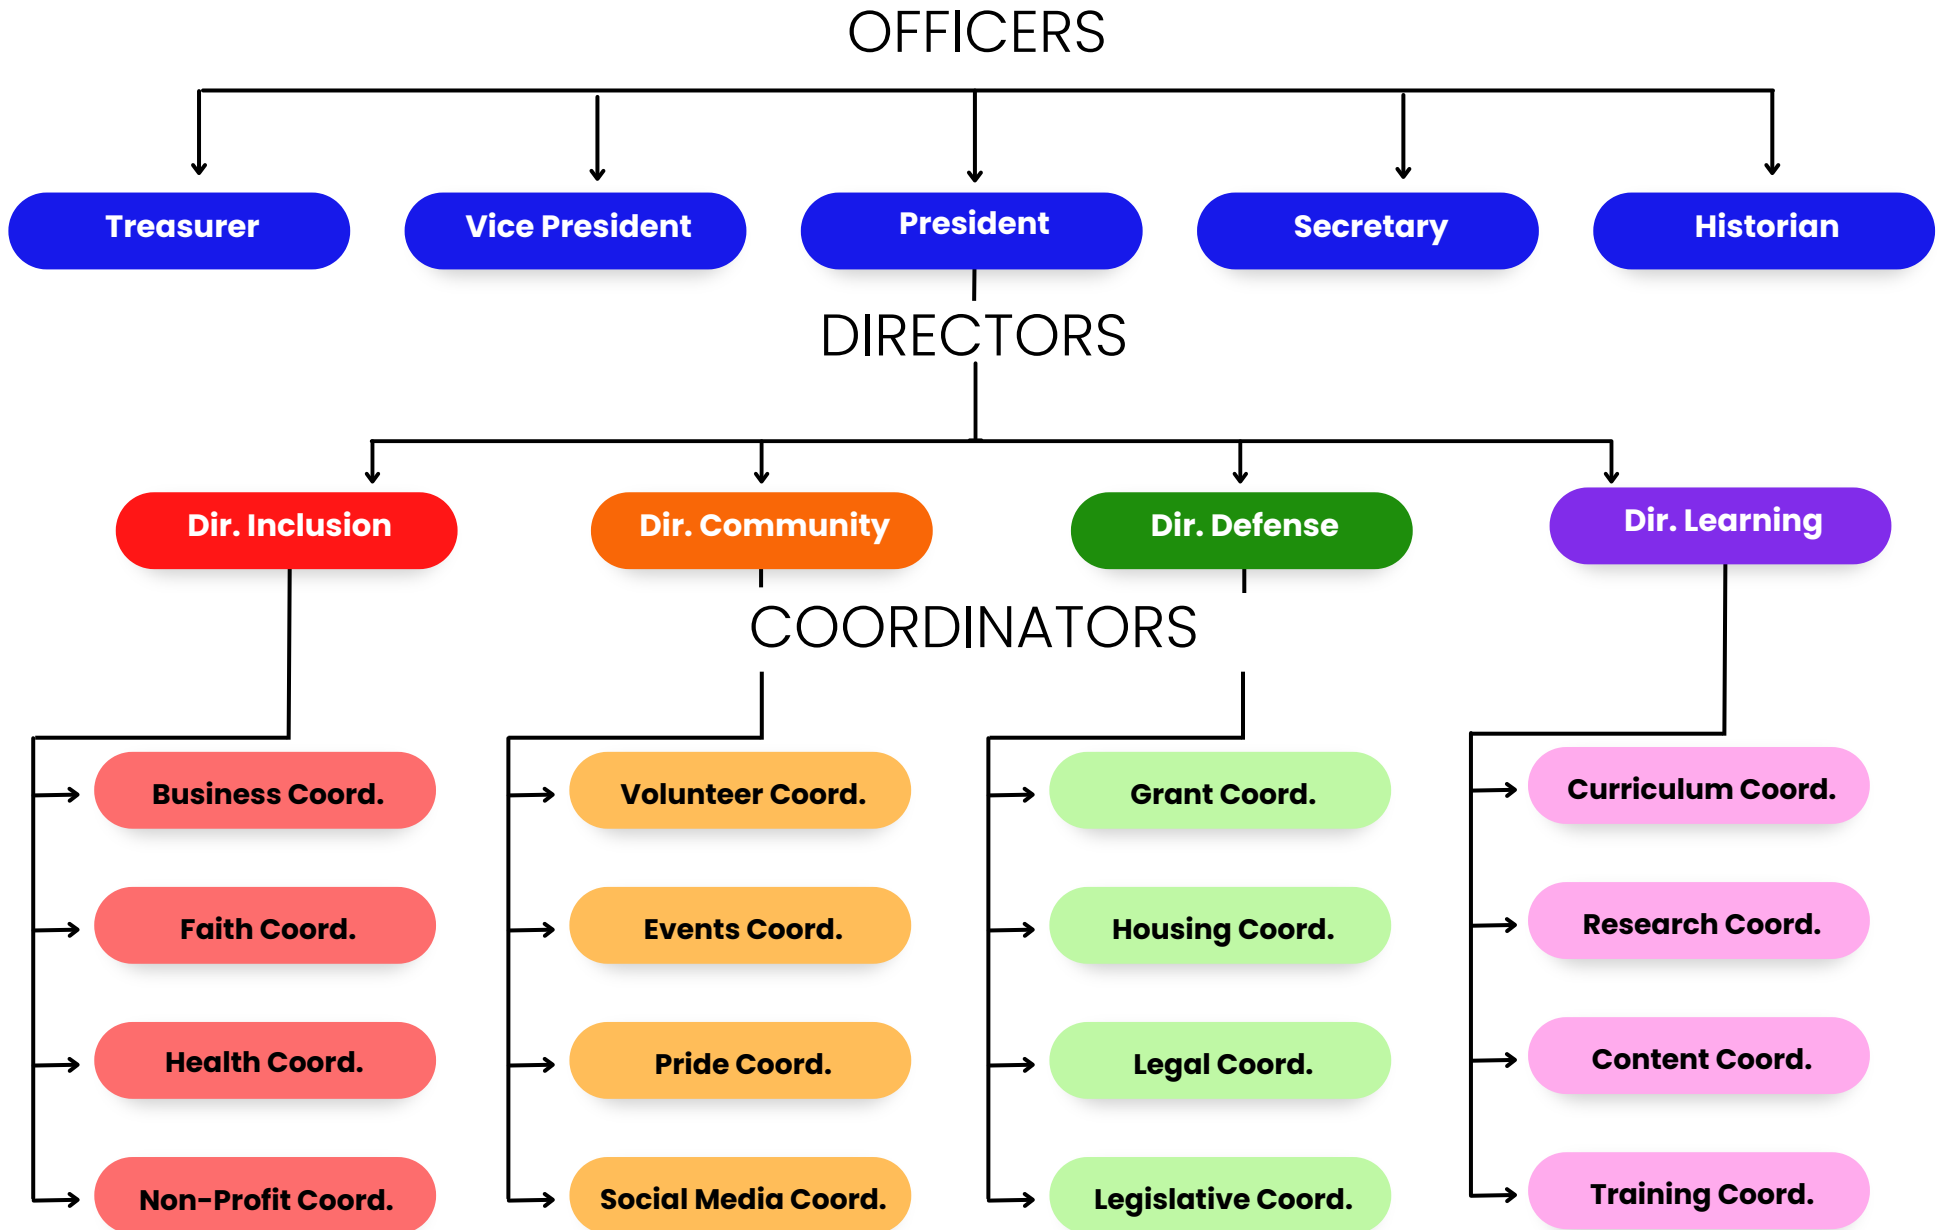 OFFICERS
Treasurer
Vice President
President
Secretary
Historian
DIRECTORS
Dir. Inclusion
Dir. Community
Dir. Defense
Dir. Learning
COORDINATORS
Business Coord.
Faith Coord.
Health Coord.
Non-Profit Coord.
Volunteer Coord.
Events Coord.
Pride Coord.
Social Media Coord.
Grant Coord.
Housing Coord.
Legal Coord.
Legislative Coord.
Curriculum Coord.
Research Coord.
Content Coord.
Training Coord.